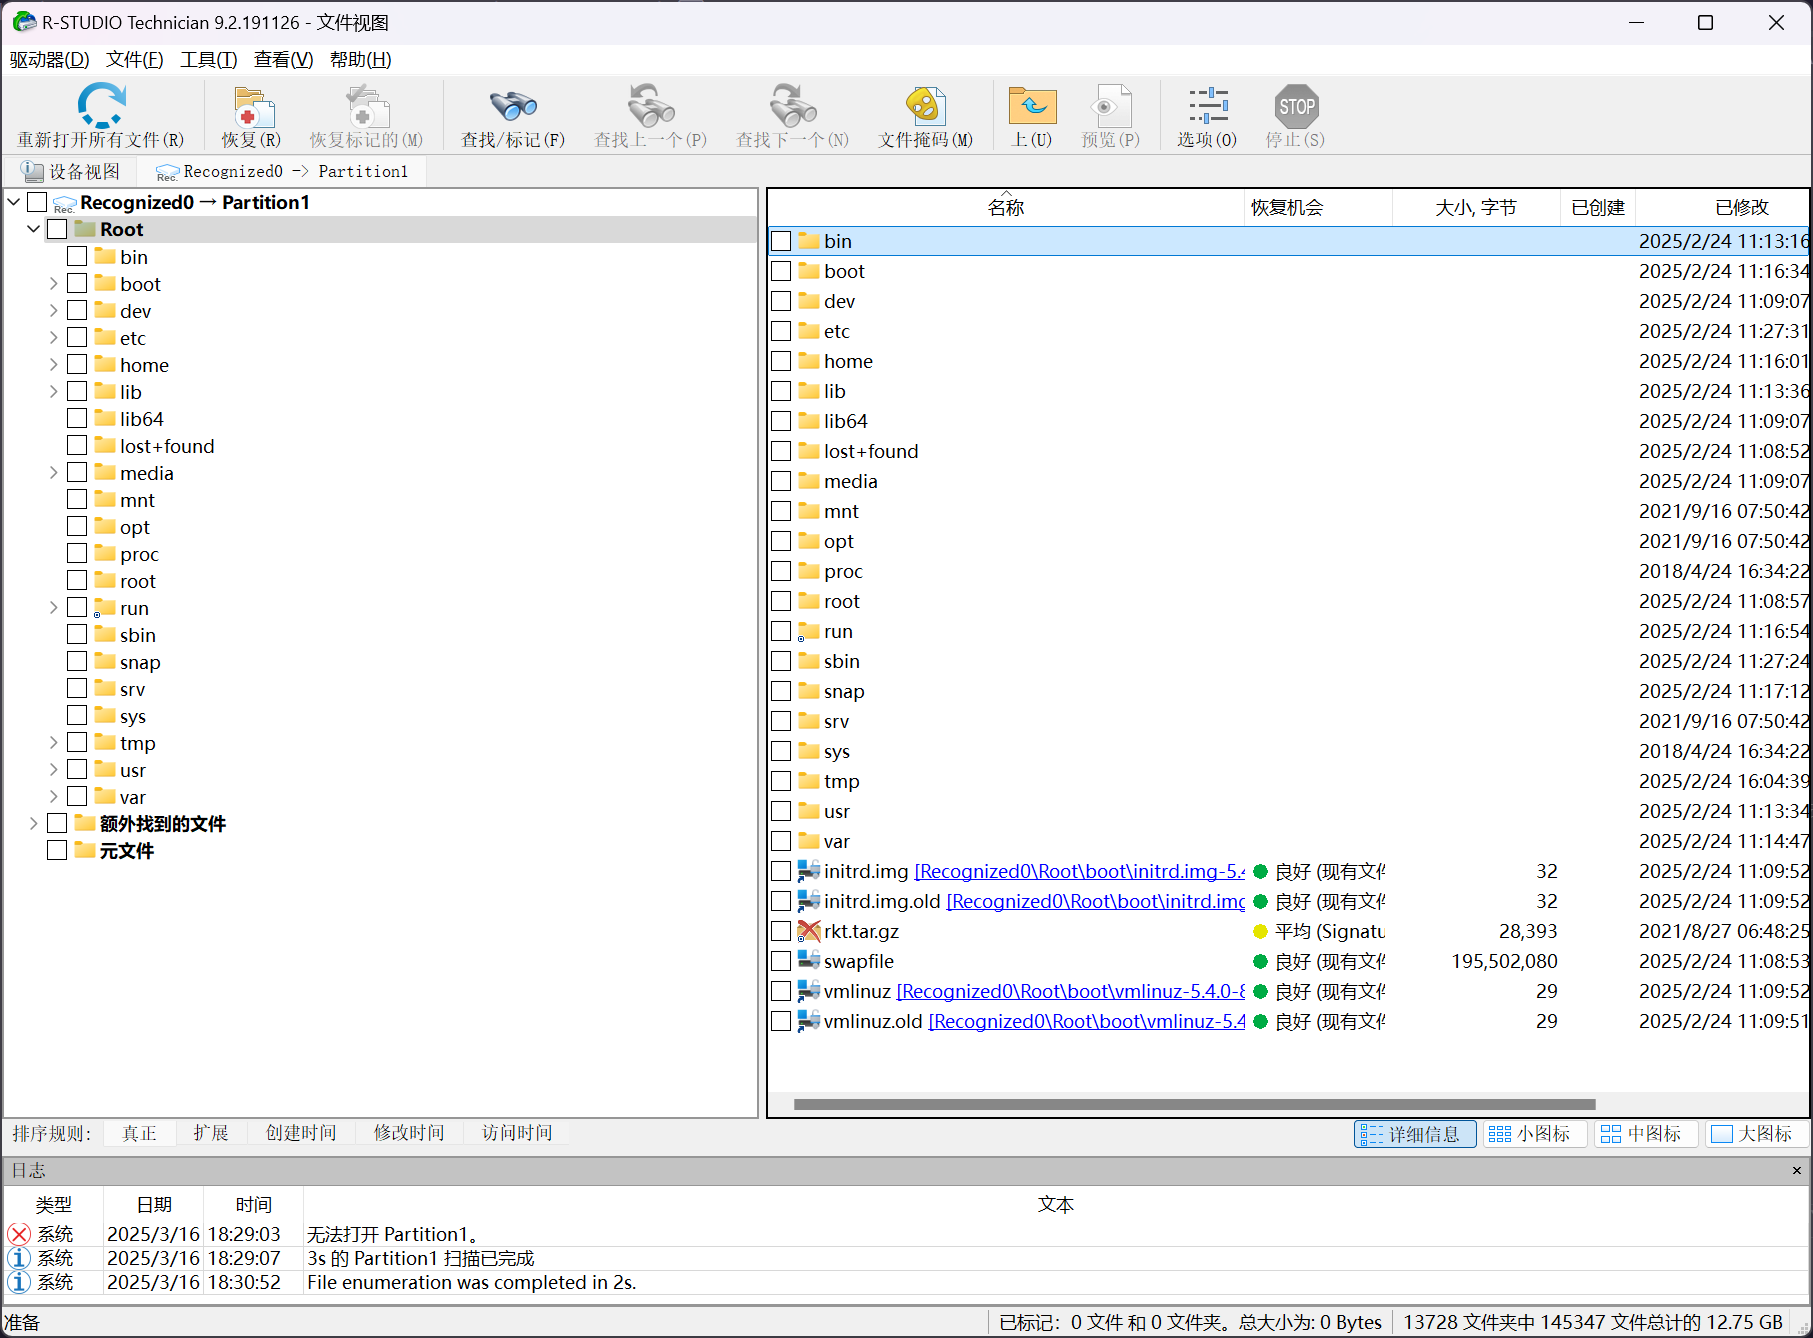 R-STUDIO Technician 9.2.191126 - 文件视图
驱动器(D) 文件(F) 工具(T) 查看(V) 帮助(H)
重新打开所有文件(R) 恢复(R) 恢复标记的(M) 查找/标记(F) 查找上一个(P) 查找下一个(N) 文件掩码(M) 上(U) 预览(P) 选项(O) STOP 停止(S)
设备视图 Rec. Recognized0 -> Partition1
Rec. Recognized0 → Partition1
Root
bin
boot
dev
etc
home
lib
lib64
lost+found
media
mnt
opt
proc
root
run
sbin
snap
srv
sys
tmp
usr
var
额外找到的文件
元文件
名称 恢复机会 大小, 字节 已创建 已修改
bin 2025/2/24 11:13:16
boot 2025/2/24 11:16:34
dev 2025/2/24 11:09:07
etc 2025/2/24 11:27:31
home 2025/2/24 11:16:01
lib 2025/2/24 11:13:36
lib64 2025/2/24 11:09:07
lost+found 2025/2/24 11:08:52
media 2025/2/24 11:09:07
mnt 2021/9/16 07:50:42
opt 2021/9/16 07:50:42
proc 2018/4/24 16:34:22
root 2025/2/24 11:08:57
run 2025/2/24 11:16:54
sbin 2025/2/24 11:27:24
snap 2025/2/24 11:17:12
srv 2021/9/16 07:50:42
sys 2018/4/24 16:34:22
tmp 2025/2/24 16:04:39
usr 2025/2/24 11:13:34
var 2025/2/24 11:14:47
initrd.img [Recognized0\Root\boot\initrd.img-5.4 良好 (现有文件 32 2025/2/24 11:09:52
initrd.img.old [Recognized0\Root\boot\initrd.img 良好 (现有文件 32 2025/2/24 11:09:52
rkt.tar.gz 平均 (Signatu 28,393 2021/8/27 06:48:25
swapfile 良好 (现有文件 195,502,080 2025/2/24 11:08:53
vmlinuz [Recognized0\Root\boot\vmlinuz-5.4.0-8 良好 (现有文件 29 2025/2/24 11:09:52
vmlinuz.old [Recognized0\Root\boot\vmlinuz-5.4 良好 (现有文件 29 2025/2/24 11:09:51
排序规则: 真正 扩展 创建时间 修改时间 访问时间 详细信息 小图标 中图标 大图标
日志
类型 日期 时间 文本
系统 2025/3/16 18:29:03 无法打开 Partition1。
系统 2025/3/16 18:29:07 3s 的 Partition1 扫描已完成
系统 2025/3/16 18:30:52 File enumeration was completed in 2s.
准备 已标记: 0 文件 和 0 文件夹。总大小为: 0 Bytes 13728 文件夹中 145347 文件总计的 12.75 GB